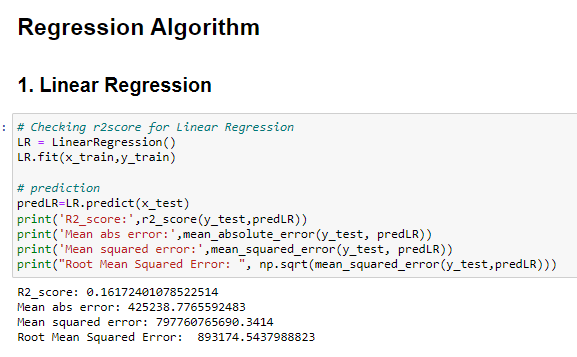 Regression Algorithm
1. Linear Regression
: # Checking r2score for Linear Regression
LR = LinearRegression()
LR.fit(x_train,y_train)
# prediction
predLR=LR.predict(x_test)
print('R2_score:',r2_score(y_test,predLR))
print('Mean abs error:',mean_absolute_error(y_test, predLR))
print('Mean squared error:',mean_squared_error(y_test, predLR))
print("Root Mean Squared Error: ", np.sqrt(mean_squared_error(y_test,predLR)))
R2_score: 0.16172401078522514
Mean abs error: 425238.7765592483
Mean squared error: 797760765690.3414
Root Mean Squared Error:  893174.5437988823